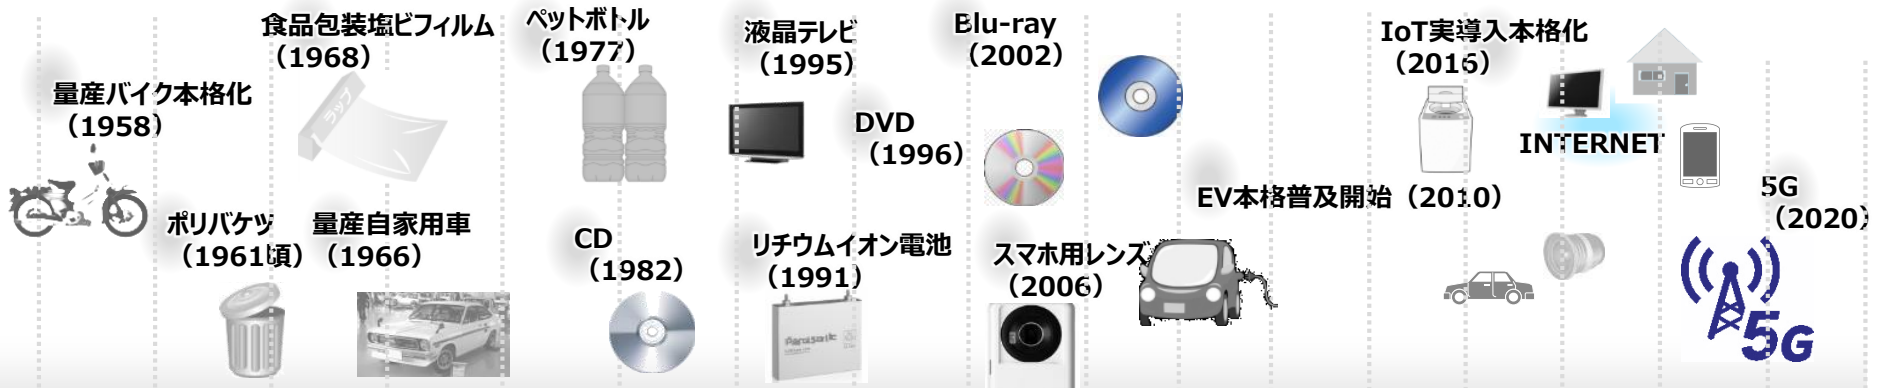 量産バイク本格化
（1958）
食品包装塩ビフィルム
（1968）
ラップ
ペットボトル
（1977）
液晶テレビ
（1995）
DVD
（1996）
Blu-ray
（2002）
IoT実導入本格化
（2016）
INTERNET
5G
（2020）
EV本格普及開始（2010）
ポリバケツ
（1961頃）
量産自家用車
（1966）
CD
（1982）
リチウムイオン電池
（1991）
Panasonic
スマホ用レンズ
（2006）
5G